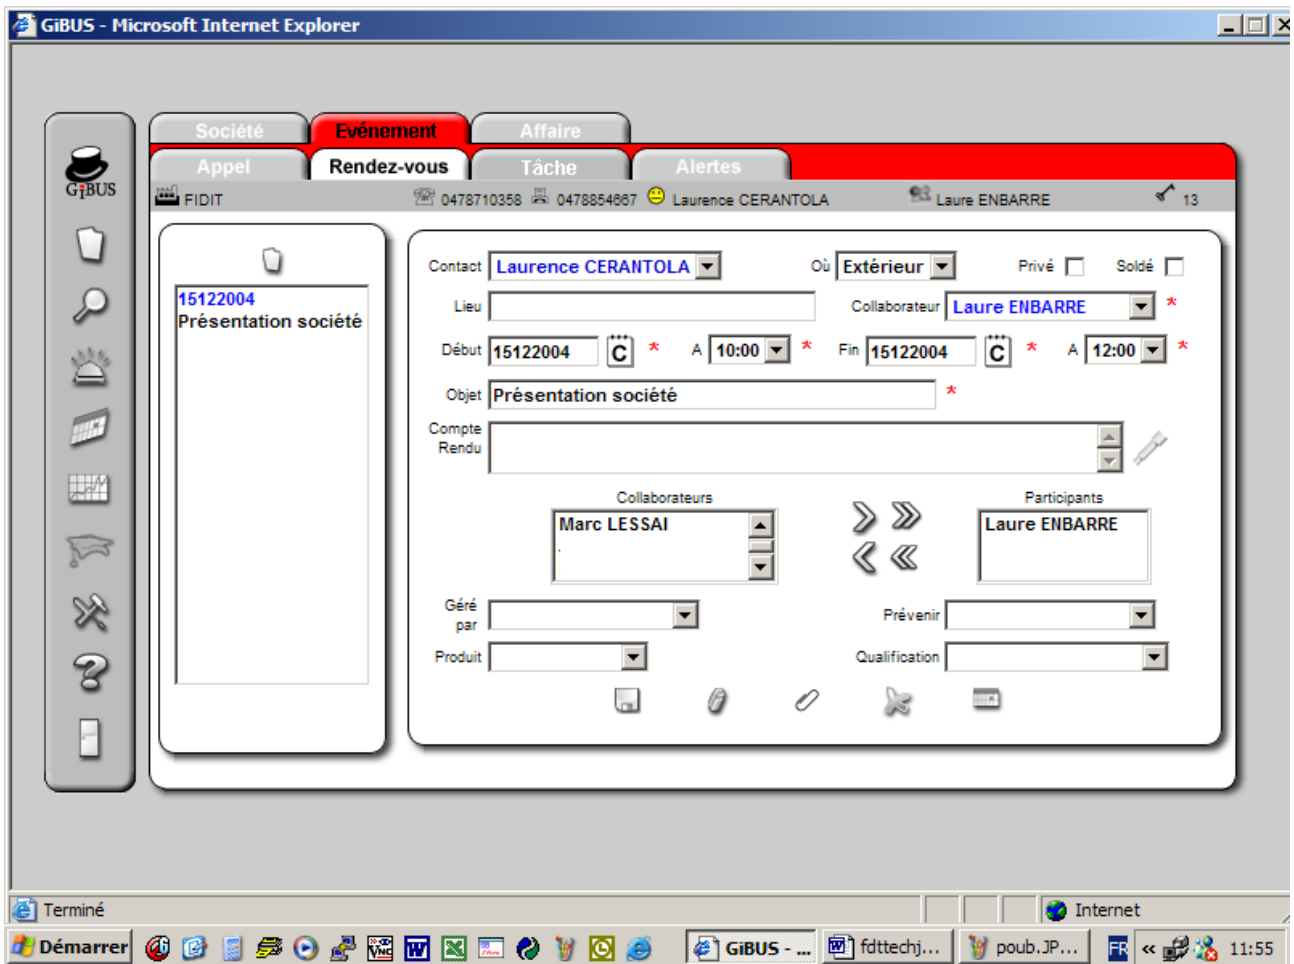 GiBUS - Microsoft Internet Explorer
Société Evénement Affaire
Appel Rendez-vous Tâche Alertes
GiBUS
FIDIT 0478710358 0478854667 Laurence CERANTOLA Laure ENBARRE 13
15122004
Présentation société
Contact Laurence CERANTOLA Où Extérieur Privé Soldé
Lieu Collaborateur Laure ENBARRE *
Début 15122004 C * A 10:00 * Fin 15122004 C * A 12:00 *
Objet Présentation société *
Compte
Rendu
Collaborateurs Participants
Marc LESSAI Laure ENBARRE
Géré
par
Prévenir
Produit Qualification
Terminé Internet
Démarrer GiBUS - ... fdttechj... poub.JP... FR « 11:55